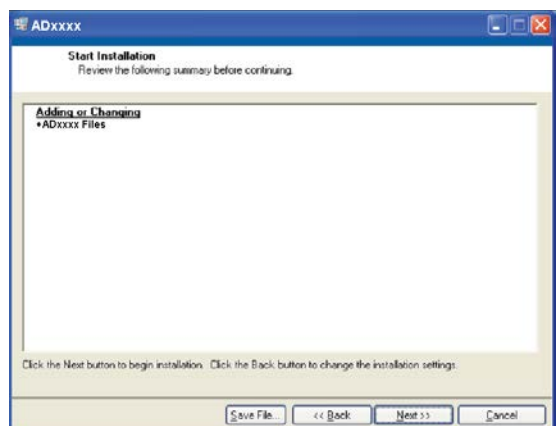 ADxxxx
Start Installation
Review the following summary before continuing.
Adding or Changing
•ADxxxx Files
Click the Next button to begin installation. Click the Back button to change the installation settings.
Save File... << Back Next >> Cancel